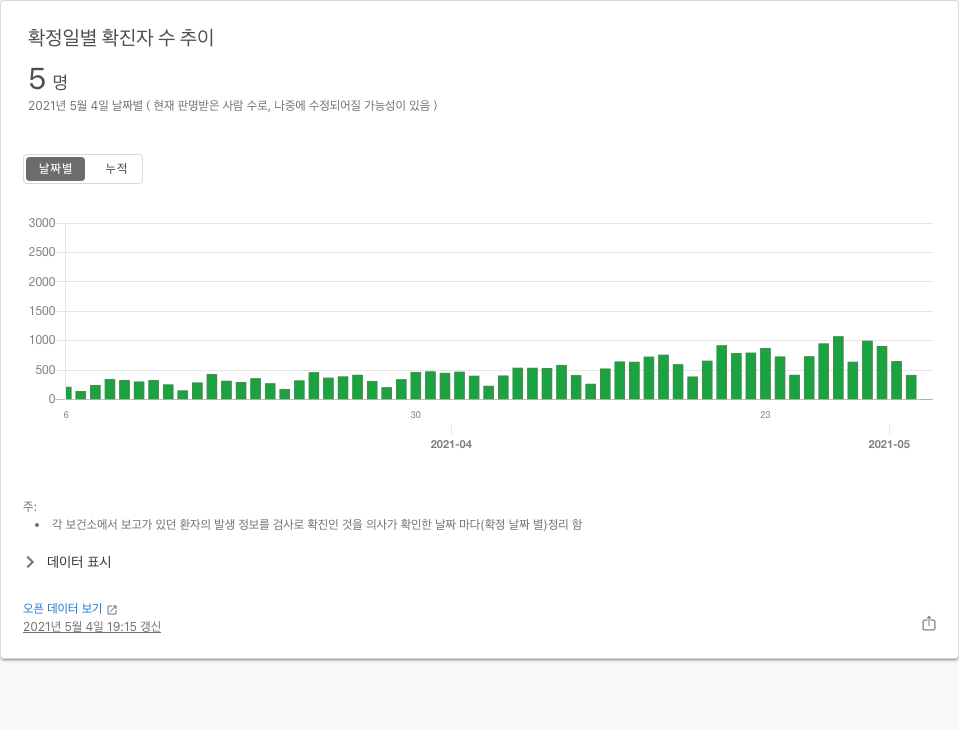 확정일별 확진자 수 추이
5 명
2021년 5월 4일 날짜별 ( 현재 판명받은 사람 수로, 나중에 수정되어질 가능성이 있음 )
날짜별 누적
3000
2500
2000
1500
1000
500
0
6 30 23
2021-04 2021-05
주:
• 각 보건소에서 보고가 있던 환자의 발생 정보를 검사로 확진인 것을 의사가 확인한 날짜 마다(확정 날짜 별)정리 함
데이터 표시
오픈 데이터 보기
2021년 5월 4일 19:15 갱신